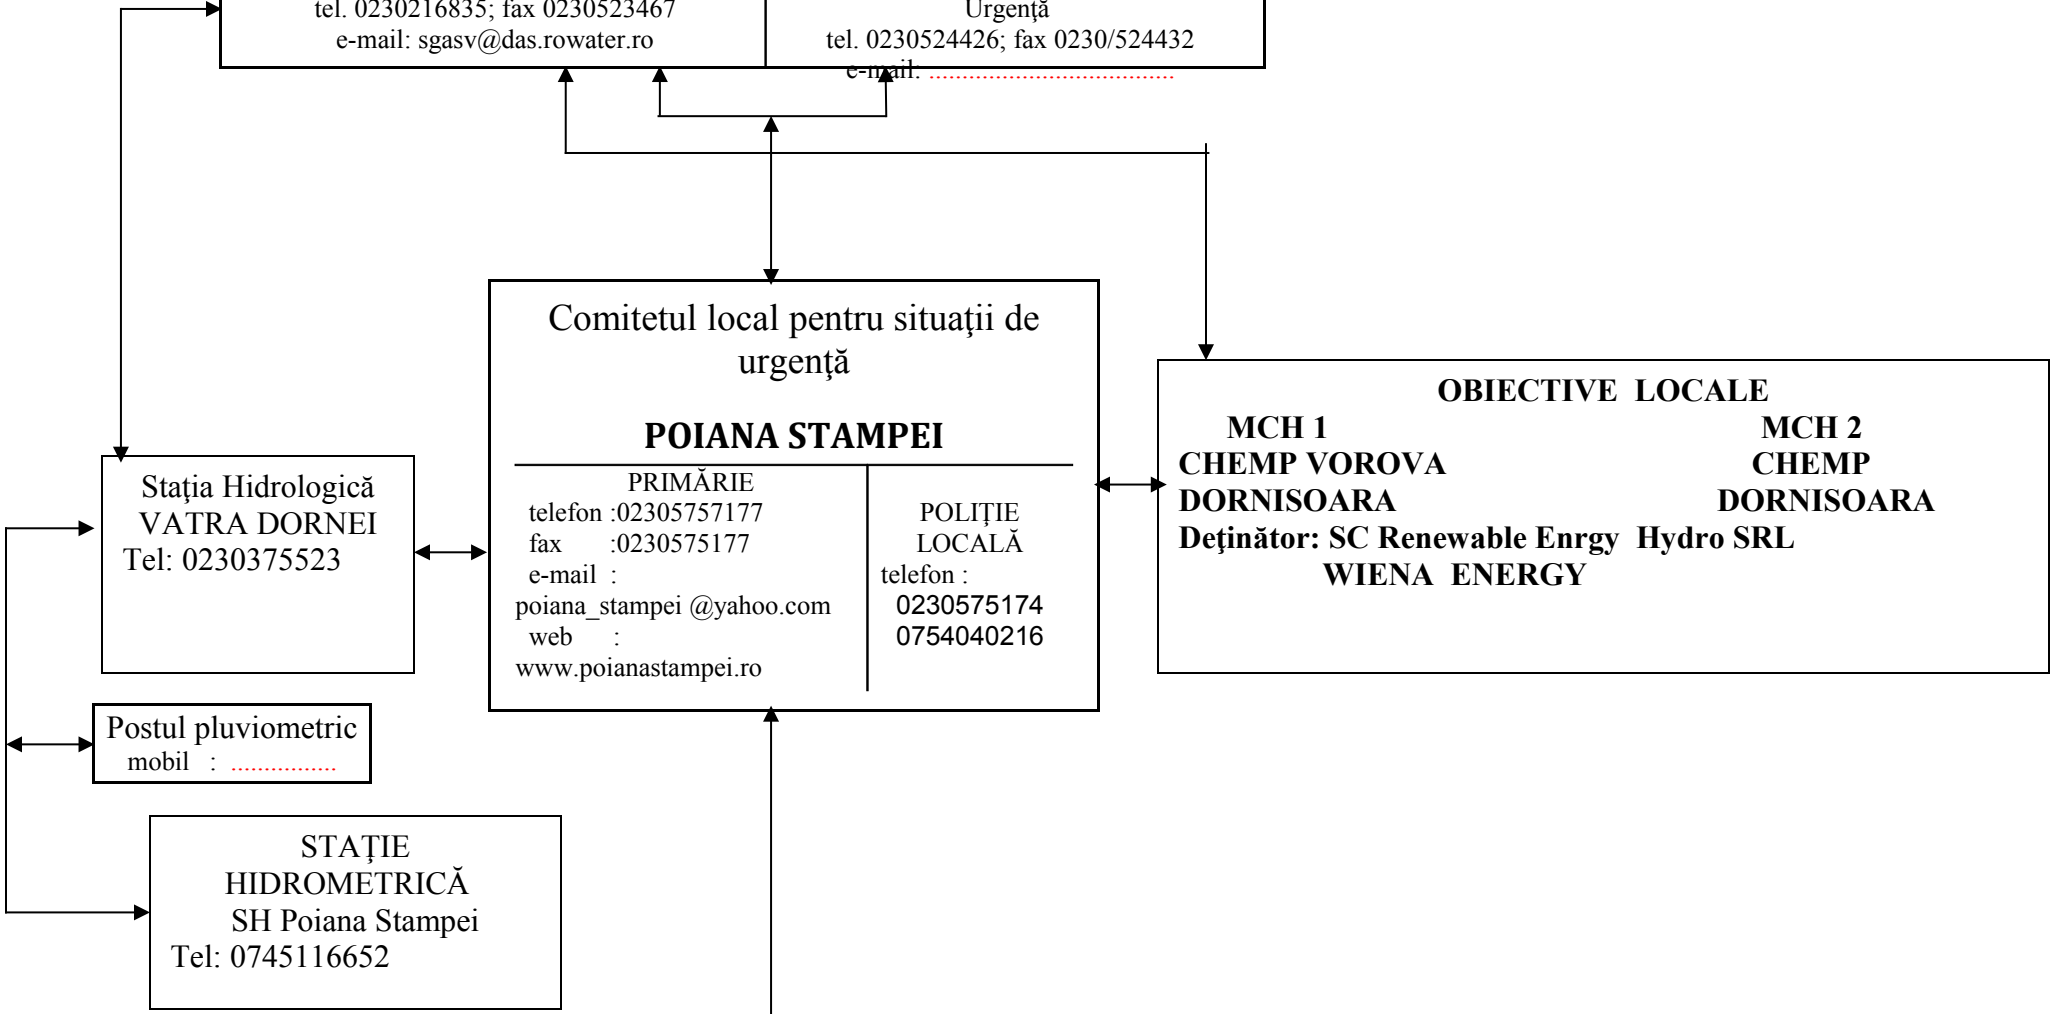 tel. 0230216835; fax 0230523467
e-mail: sgasv@das.rowater.ro
Urgenţă
tel. 0230524426; fax 0230/524432
e-mail: .....................................
Comitetul local pentru situaţii de
urgenţă
POIANA STAMPEI
PRIMĂRIE
telefon :02305757177
fax :0230575177
e-mail :
poiana_stampei @yahoo.com
web :
www.poianastampei.ro
POLIŢIE
LOCALĂ
telefon :
0230575174
0754040216
OBIECTIVE LOCALE
MCH 1 MCH 2
CHEMP VOROVA CHEMP
DORNISOARA DORNISOARA
Deţinător: SC Renewable Enrgy Hydro SRL
WIENA ENERGY
Staţia Hidrologică
VATRA DORNEI
Tel: 0230375523
Postul pluviometric
mobil : ................
STAŢIE
HIDROMETRICĂ
SH Poiana Stampei
Tel: 0745116652